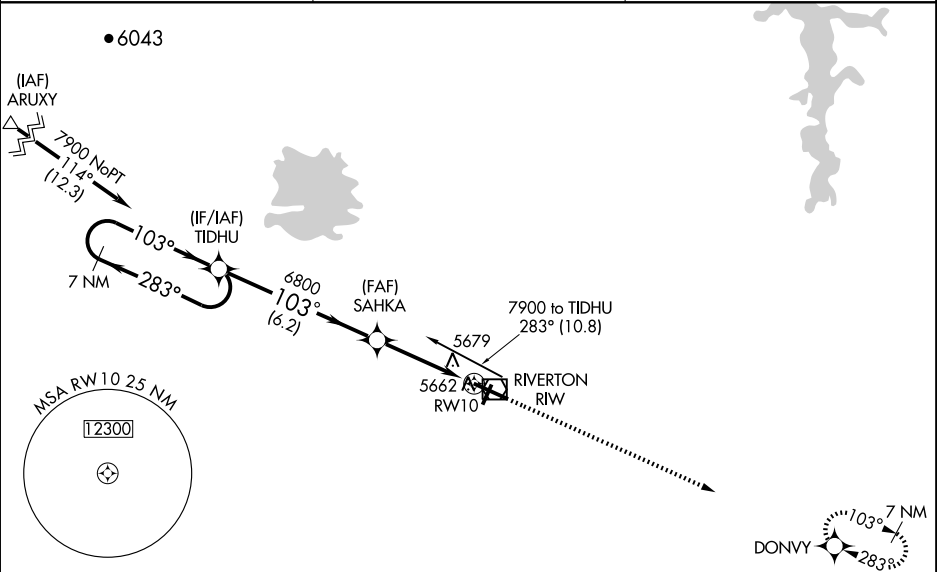 6043
(IAF)
ARUXY
7900 NoPT
114°
(12.3)
(IF/IAF)
TIDHU
103°
7 NM
283°
6800
103°
(6.2)
(FAF)
SAHKA
7900 to TIDHU
283° (10.8)
5679
5662
RW10
RIVERTON
RIW
MSA RW10 25 NM
12300
DONVY
103°
7 NM
283°